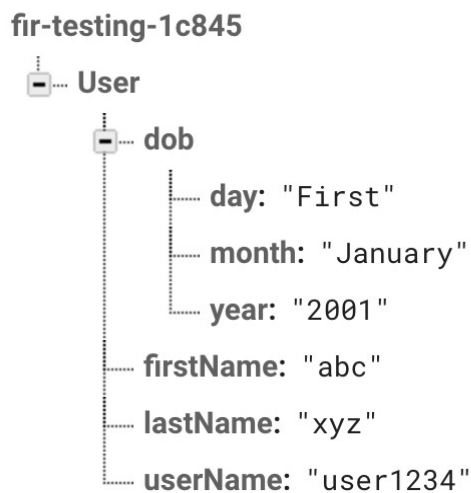 fir-testing-1c845
User
dob
day: "First"
month: "January"
year: "2001"
firstName: "abc"
lastName: "xyz"
userName: "user1234"